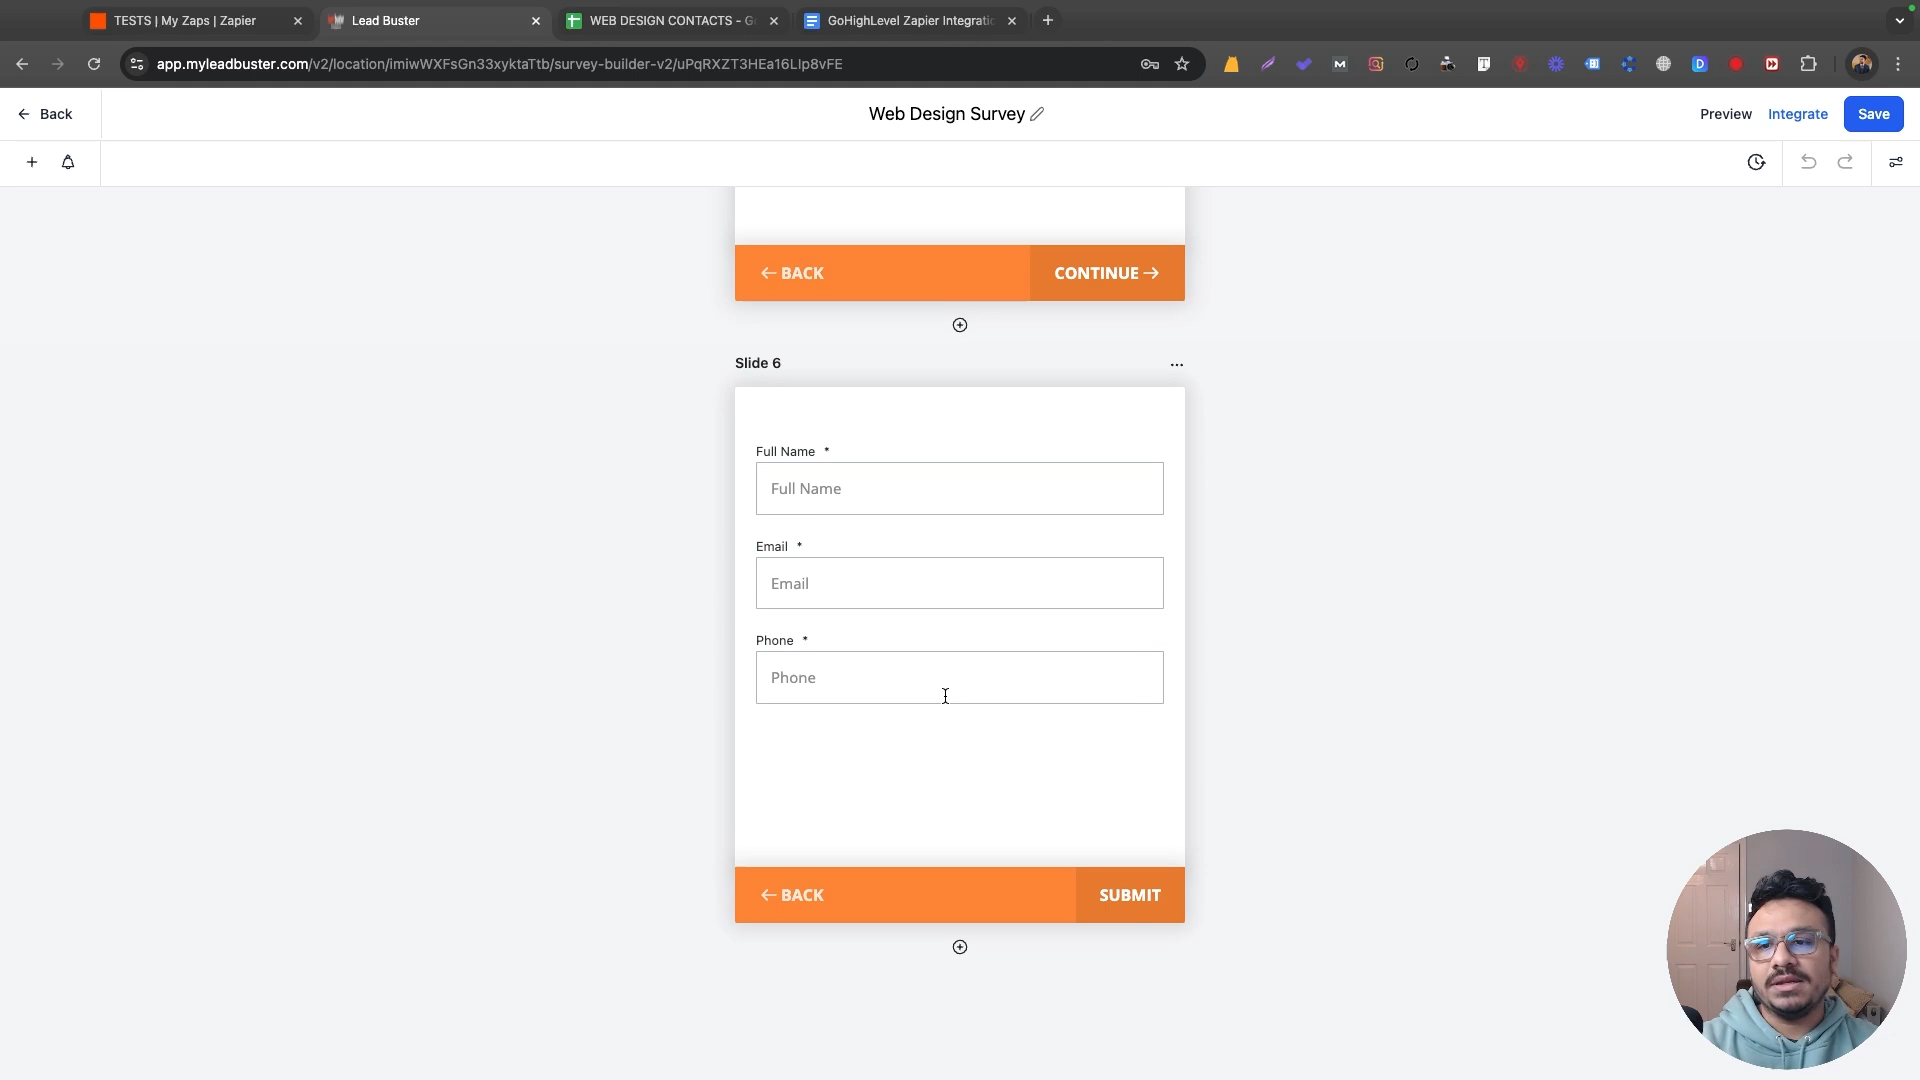 TESTS | My Zaps | Zapier
Lead Buster
WEB DESIGN CONTACTS - G
GoHighLevel Zapier Integratio
app.myleadbuster.com/v2/location/imiwWXFsGn33xyktaTtb/survey-builder-v2/uPqRXZT3HEa16LIp8vFE
Back
Web Design Survey
Preview
Integrate
Save
← BACK
CONTINUE →
Slide 6
Full Name *
Full Name
Email *
Email
Phone *
Phone
← BACK
SUBMIT